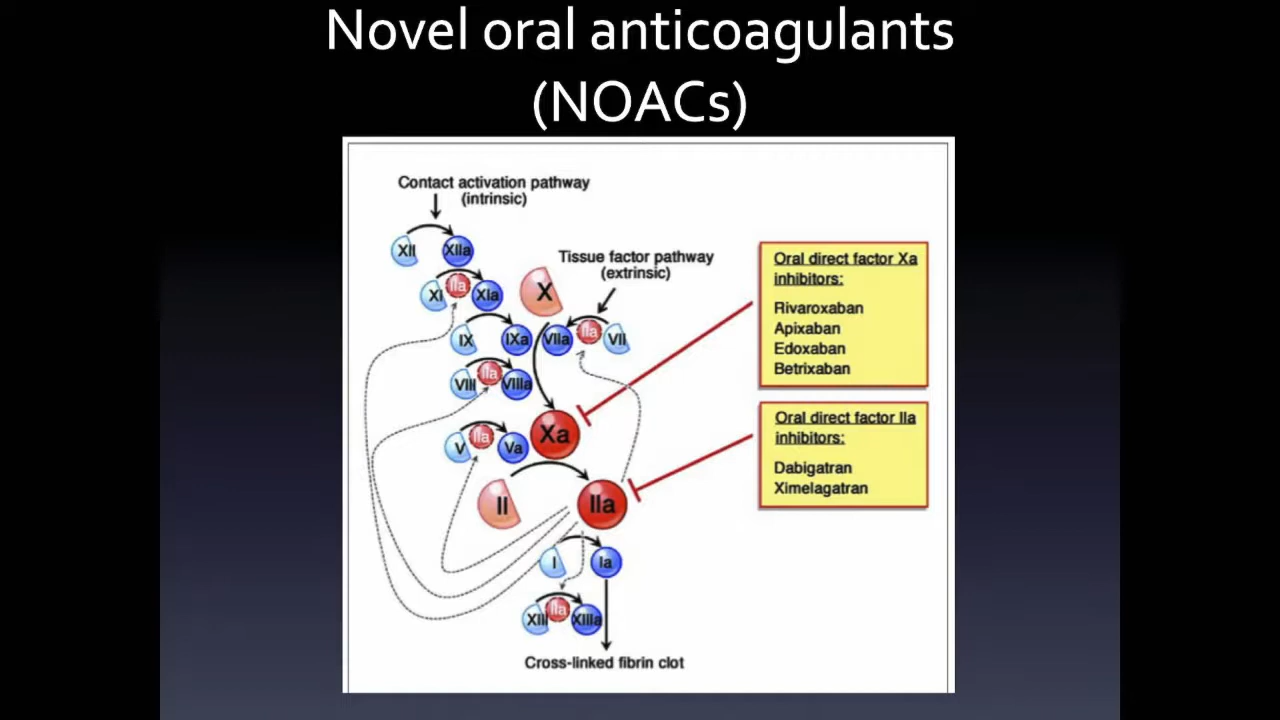 Novel oral anticoagulants
(NOACs)
Contact activation pathway
(intrinsic)
XII
XIIa
XI
IIa
XIa
Tissue factor pathway
(extrinsic)
X
IX
IXa
VIIa
IIa
VII
VIII
IIa
VIIIa
V
IIa
Va
Xa
II
IIa
I
Ia
XIII
IIa
XIIIa
Cross-linked fibrin clot
Oral direct factor Xa
inhibitors:
Rivaroxaban
Apixaban
Edoxaban
Betrixaban
Oral direct factor IIa
inhibitors:
Dabigatran
Ximelagatran